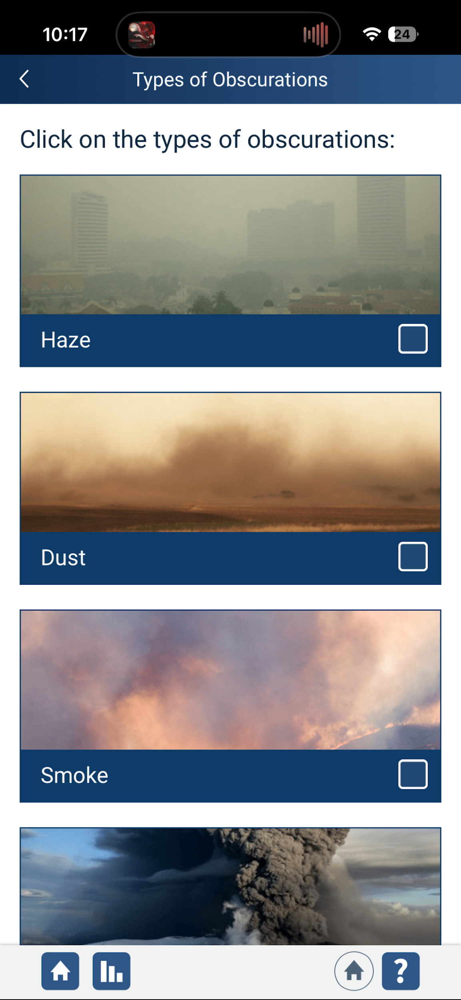 10:17
24
Types of Obscurations
Click on the types of obscurations:
Haze
Dust
Smoke
?